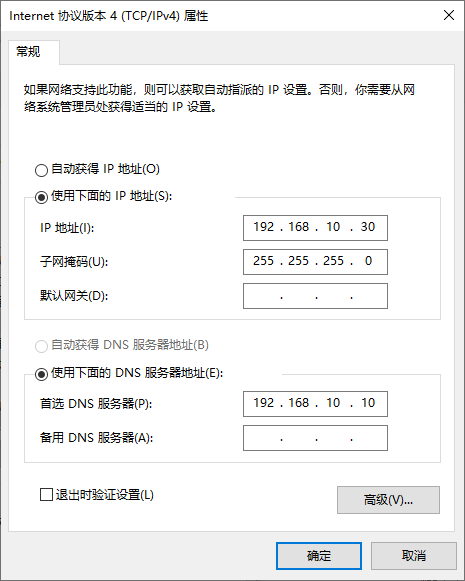 Internet 协议版本 4 (TCP/IPv4) 属性
常规
如果网络支持此功能，则可以获取自动指派的 IP 设置。否则，你需要从网
络系统管理员处获得适当的 IP 设置。
自动获得 IP 地址(O)
使用下面的 IP 地址(S):
IP 地址(I): 192 . 168 . 10 . 30
子网掩码(U): 255 . 255 . 255 . 0
默认网关(D): . . .
自动获得 DNS 服务器地址(B)
使用下面的 DNS 服务器地址(E):
首选 DNS 服务器(P): 192 . 168 . 10 . 10
备用 DNS 服务器(A): . . .
退出时验证设置(L)
高级(V)...
确定 取消